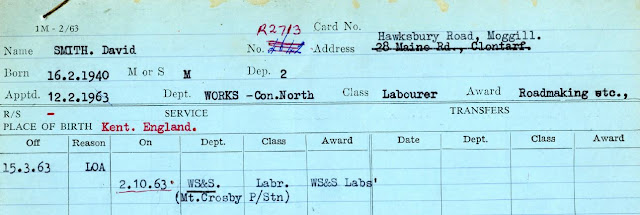 1M - 2/63 R2713 Card No. Hawksbury Road, Moggill.
Name SMITH. David No. Address 28 Maine Rd., Clontarf.
Born 16.2.1940 M or S M Dep. 2
Apptd. 12.2.1963 Dept. WORKS -Con.North Class Labourer Award Roadmaking etc.,
R/S - SERVICE TRANSFERS
PLACE OF BIRTH Kent. England.
Off Reason On Dept. Class Award Date Dept. Class Award
15.3.63 LOA
2.10.63 WS&S. Labr. WS&S Labs'
(Mt.Crosby P/Stn)